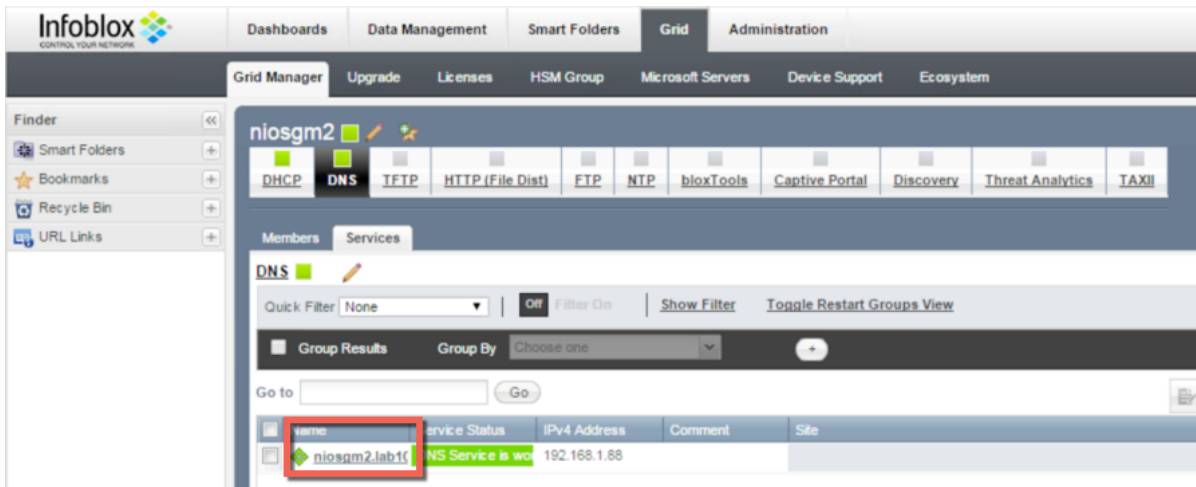 Infoblox
CONTROL YOUR NETWORK
Dashboards Data Management Smart Folders Grid Administration
Grid Manager Upgrade Licenses HSM Group Microsoft Servers Device Support Ecosystem
Finder
Smart Folders
Bookmarks
Recycle Bin
URL Links
niosgm2
DHCP DNS TFTP HTTP (File Dist) FTP NTP bloxTools Captive Portal Discovery Threat Analytics TAXII
Members Services
DNS
Quick Filter None Off Filter On Show Filter Toggle Restart Groups View
Group Results Group By Choose one +
Go to Go
Name ervice Status IPv4 Address Comment Site
niosgm2.lab10 NS Service is wor 192.168.1.88